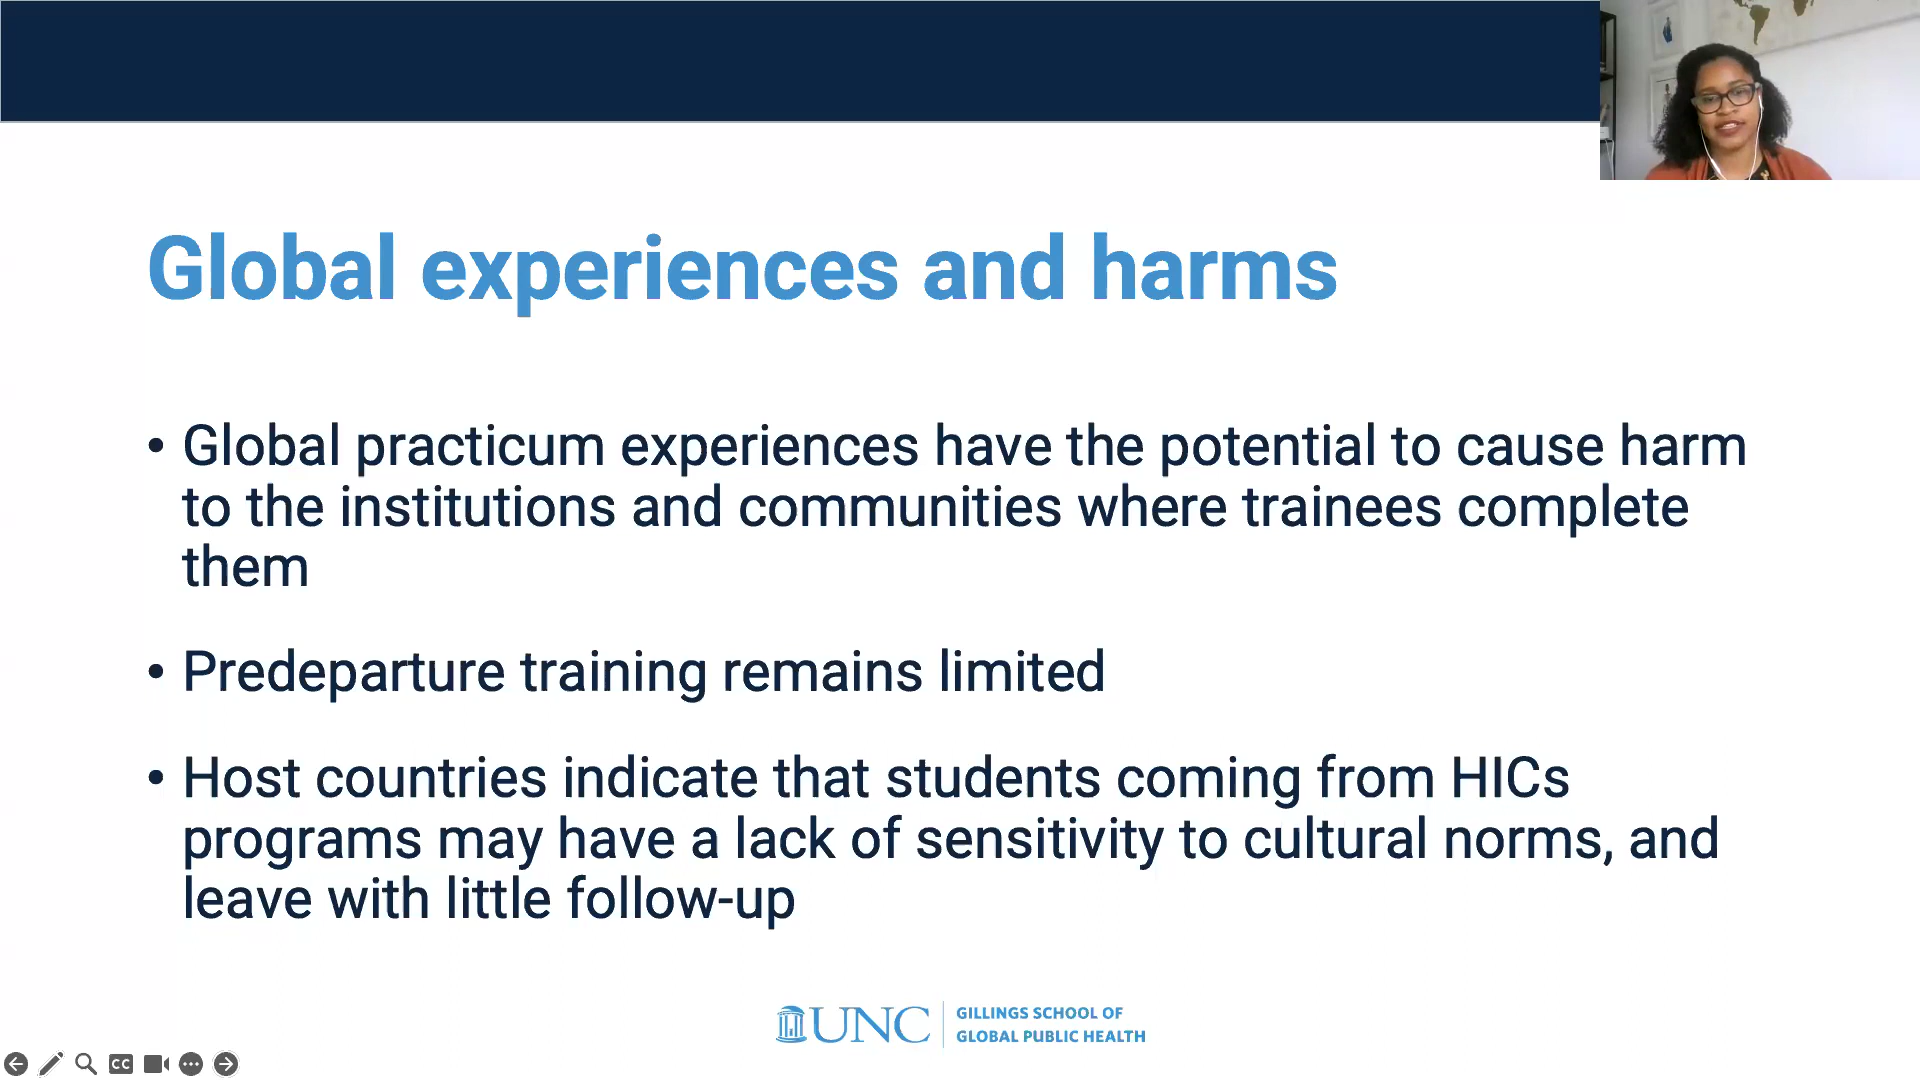 Global experiences and harms
• Global practicum experiences have the potential to cause harm
to the institutions and communities where trainees complete
them
• Predeparture training remains limited
• Host countries indicate that students coming from HICs
programs may have a lack of sensitivity to cultural norms, and
leave with little follow-up
UNC
GILLINGS SCHOOL OF
GLOBAL PUBLIC HEALTH
CC